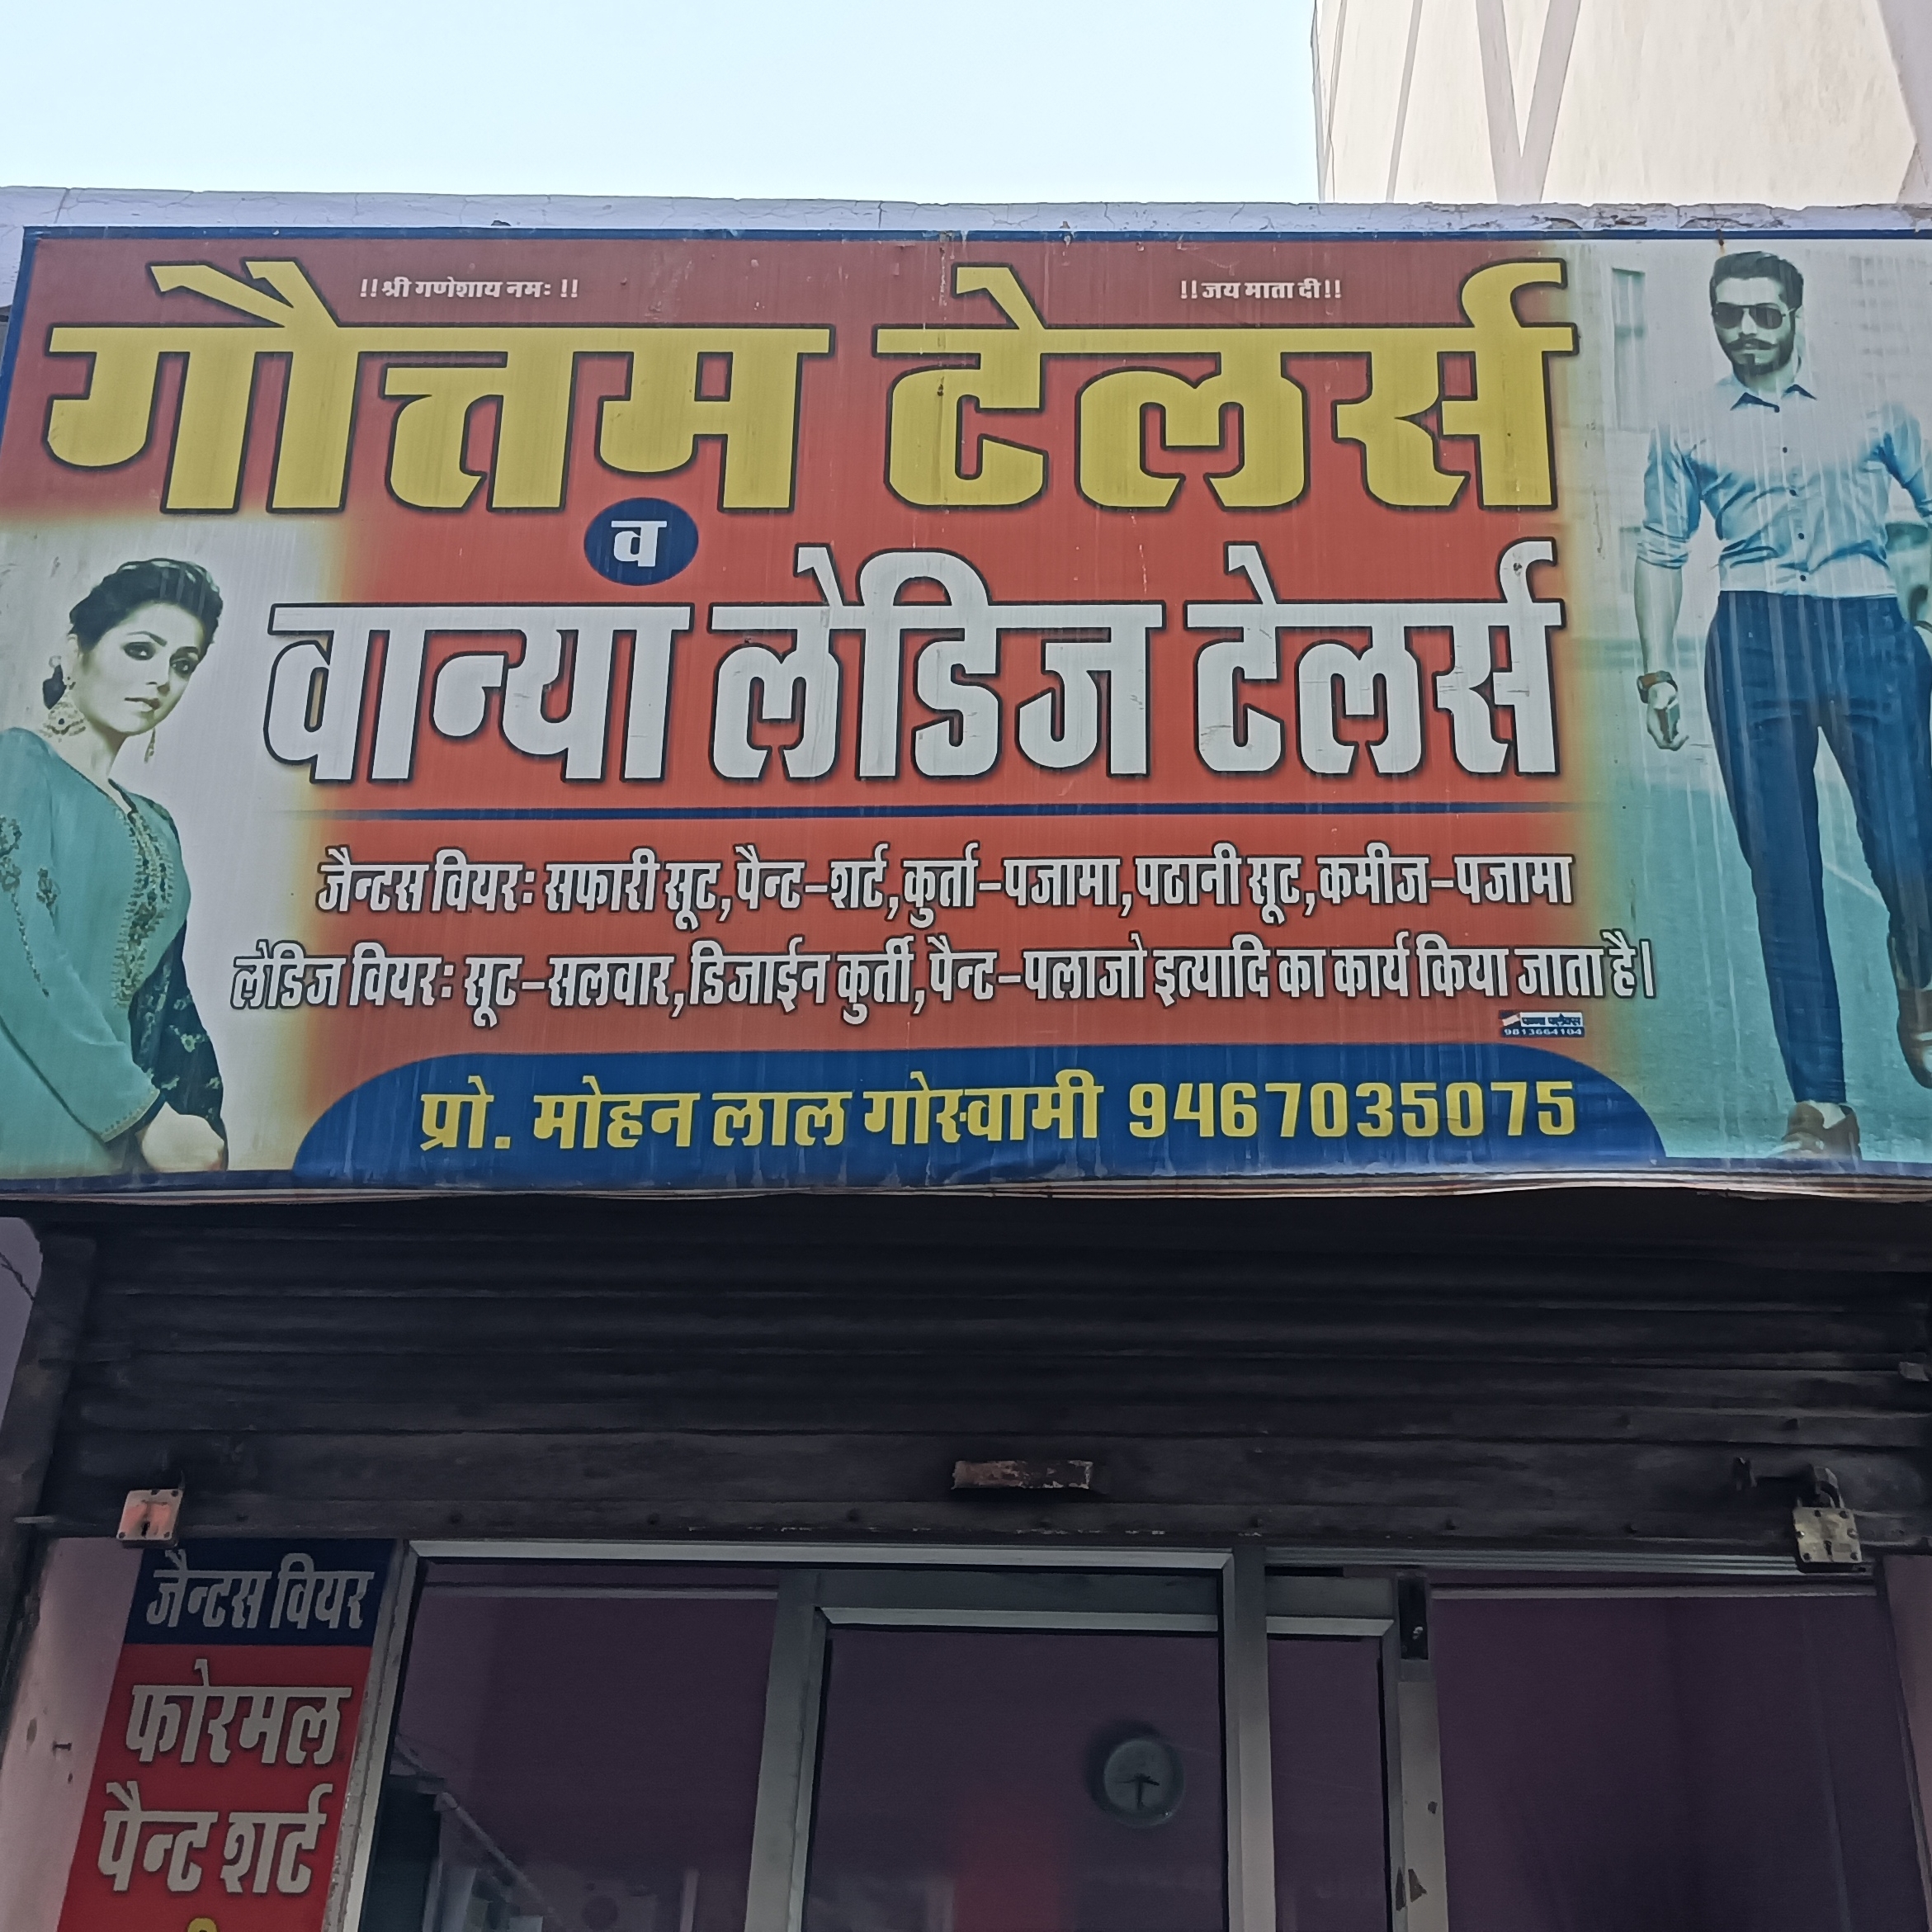 !!श्री गणेशाय नमः !! !!जय माता दी!!
गौत्तम टेलर्स
व
वान्या लेडिज टेलर्स
जैन्टस वियरः सफारी सूट,पैन्ट-शर्ट,कुर्ता-पजामा,पठानी सूट,कमीज-पजामा
लेडिज वियरः सूट-सलवार,डिजाईन कुर्ती,पैन्ट-पलाजो इत्यादि का कार्य किया जाता है।
9813664104
प्रो. मोहन लाल गोस्वामी 9467035075
जैन्टस वियर
फोरमल
पैन्ट शर्ट